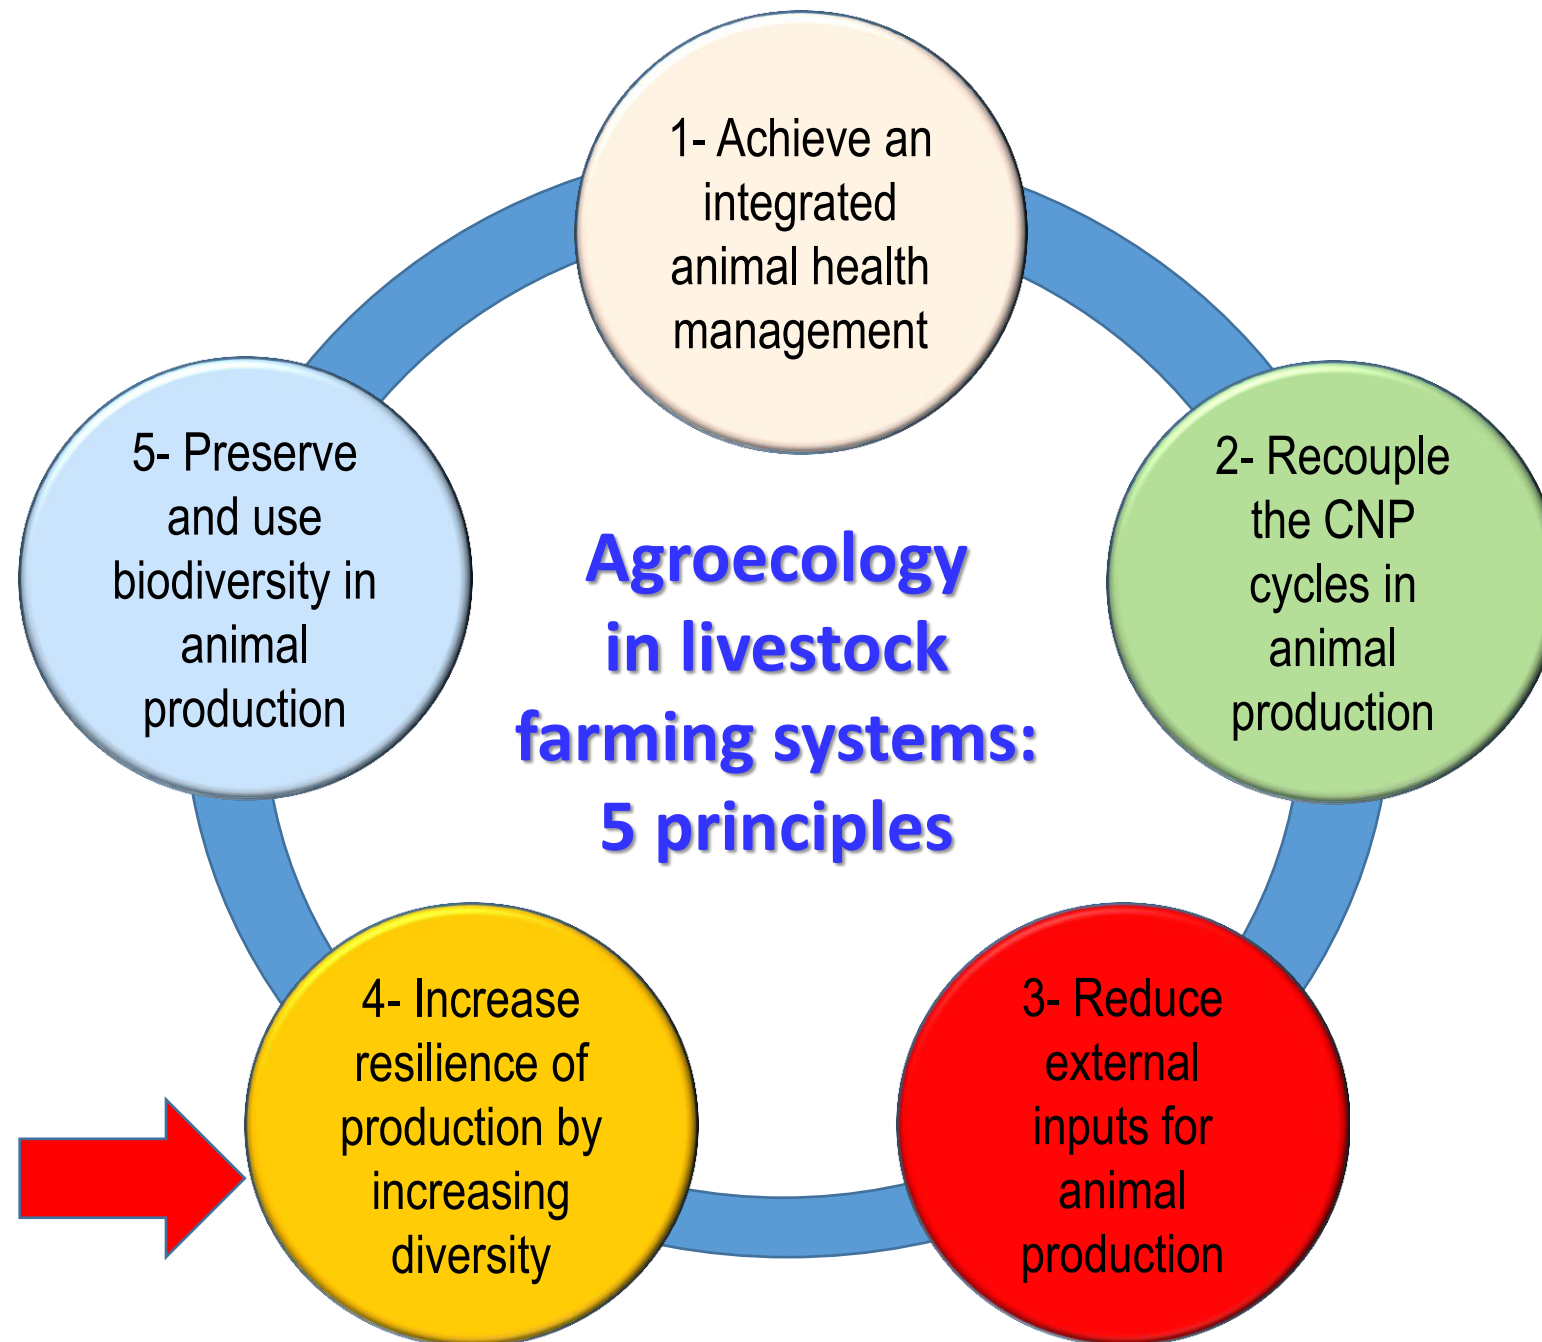 1- Achieve an
integrated
animal health
management
2- Recouple
the CNP
cycles in
animal
production
3- Reduce
external
inputs for
animal
production
4- Increase
resilience of
production by
increasing
diversity
5- Preserve
and use
biodiversity in
animal
production
Agroecology
in livestock
farming systems:
5 principles